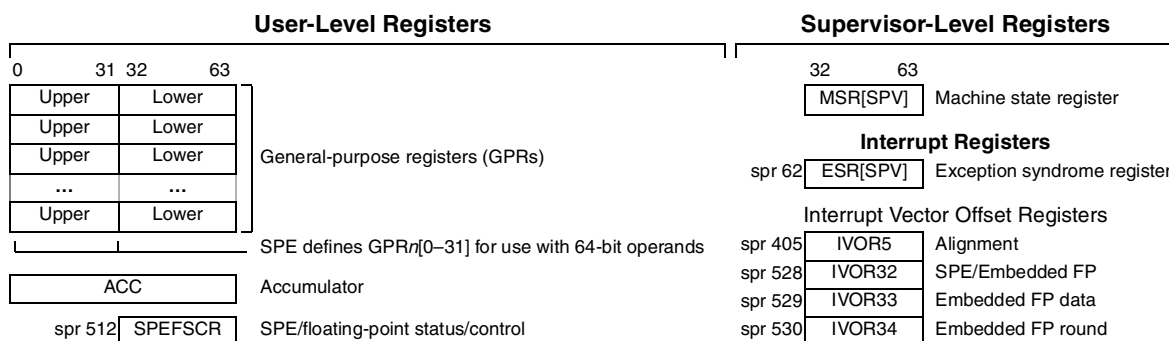 User-Level Registers
Supervisor-Level Registers
0 31 32 63
32 63
Upper Lower
MSR[SPV] Machine state register
Upper Lower
Upper Lower
General-purpose registers (GPRs)
Interrupt Registers
spr 62 ESR[SPV] Exception syndrome register
... ...
Upper Lower
Interrupt Vector Offset Registers
SPE defines GPRn[0–31] for use with 64-bit operands
spr 405 IVOR5 Alignment
spr 528 IVOR32 SPE/Embedded FP
ACC Accumulator
spr 529 IVOR33 Embedded FP data
spr 512 SPEFSCR SPE/floating-point status/control
spr 530 IVOR34 Embedded FP round